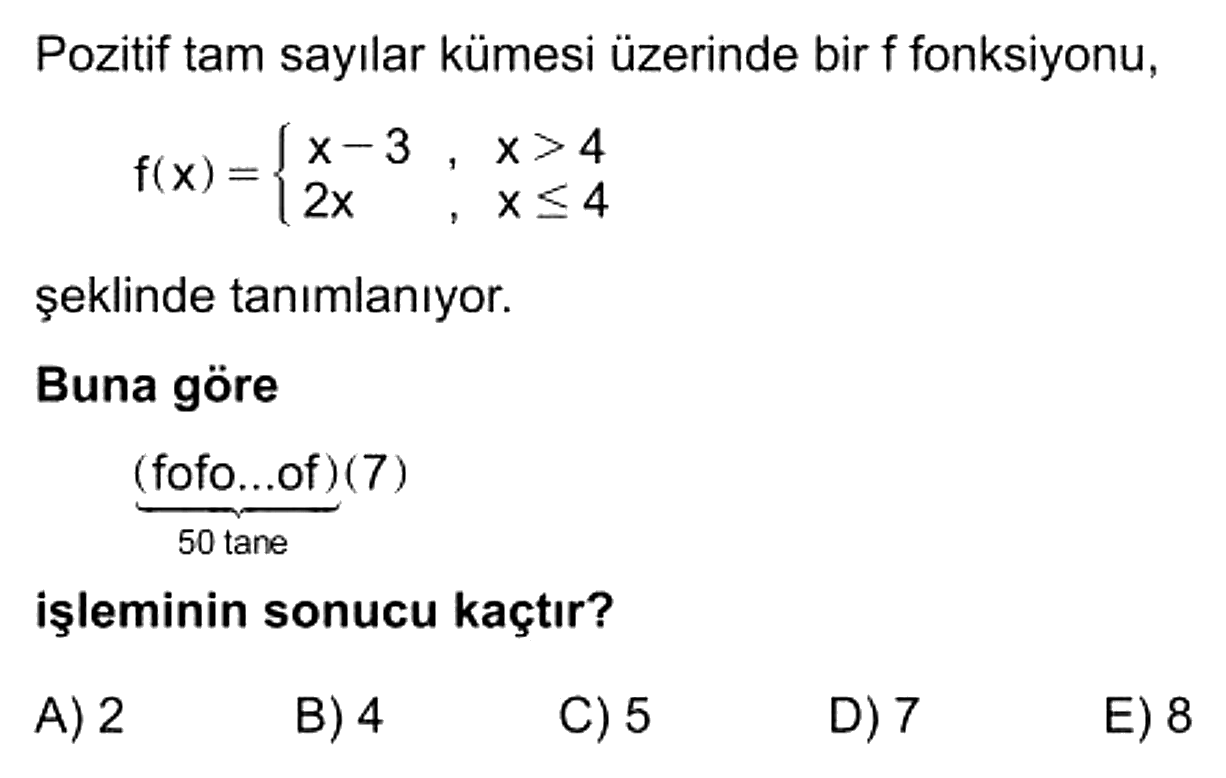 Pozitif tam sayılar kümesi üzerinde bir f fonksiyonu,
f(x) = { x − 3 , x > 4
2x , x ≤ 4
şeklinde tanımlanıyor.
Buna göre
(fofo...of)(7)
50 tane
işleminin sonucu kaçtır?
A) 2 B) 4 C) 5 D) 7 E) 8